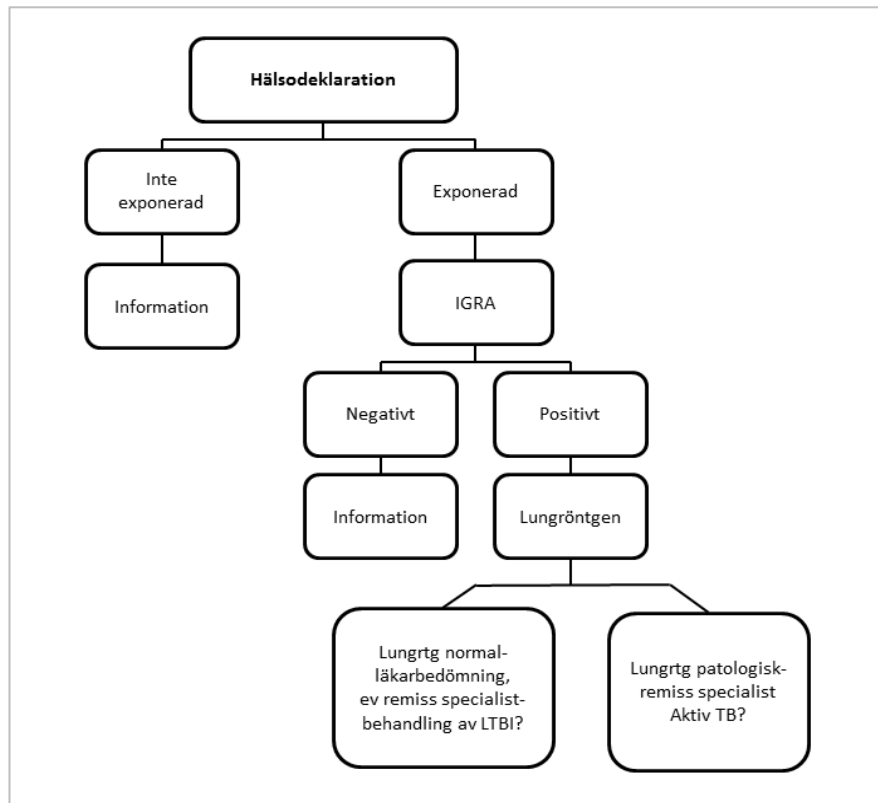 Hälsodeklaration
Inte
exponerad
Exponerad
Information
IGRA
Negativt
Positivt
Information
Lungröntgen
Lungrtg normal-
läkarbedömning,
ev remiss specialist-
behandling av LTBI?
Lungrtg patologisk-
remiss specialist
Aktiv TB?